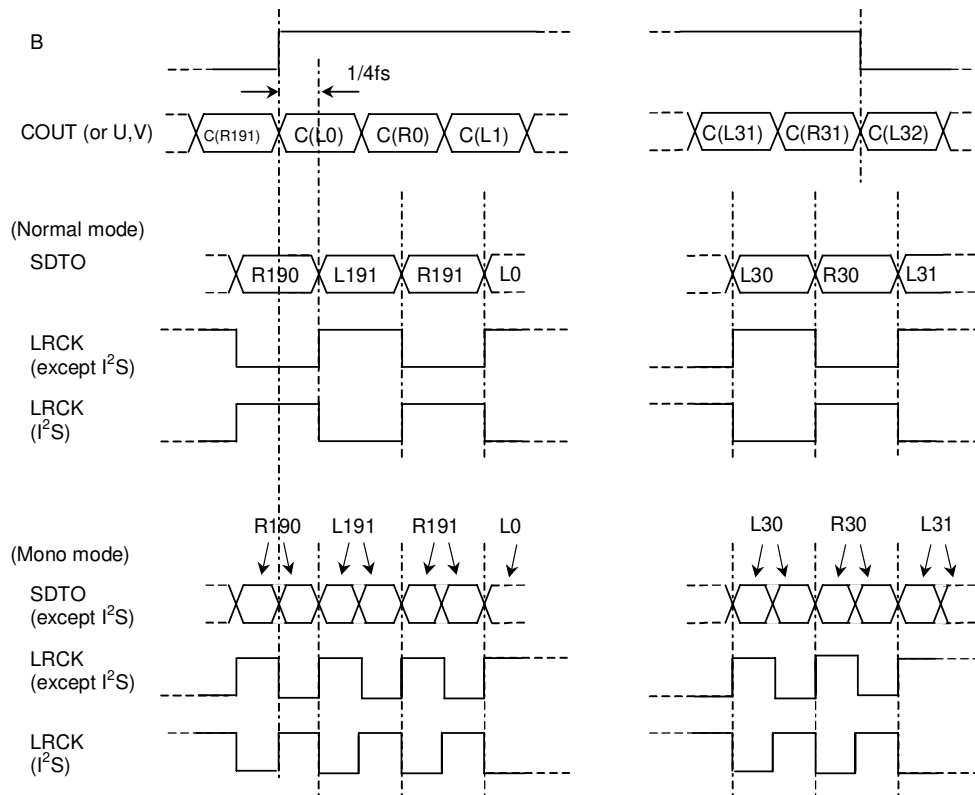 B
1/4fs
COUT (or U,V)
C(R191) C(L0) C(R0) C(L1) C(L31) C(R31) C(L32)
(Normal mode)
SDTO
R190 L191 R191 L0 L30 R30 L31
LRCK
(except I²S)
LRCK
(I²S)
R190 L191 R191 L0 L30 R30 L31
(Mono mode)
SDTO
(except I²S)
LRCK
(except I²S)
LRCK
(I²S)